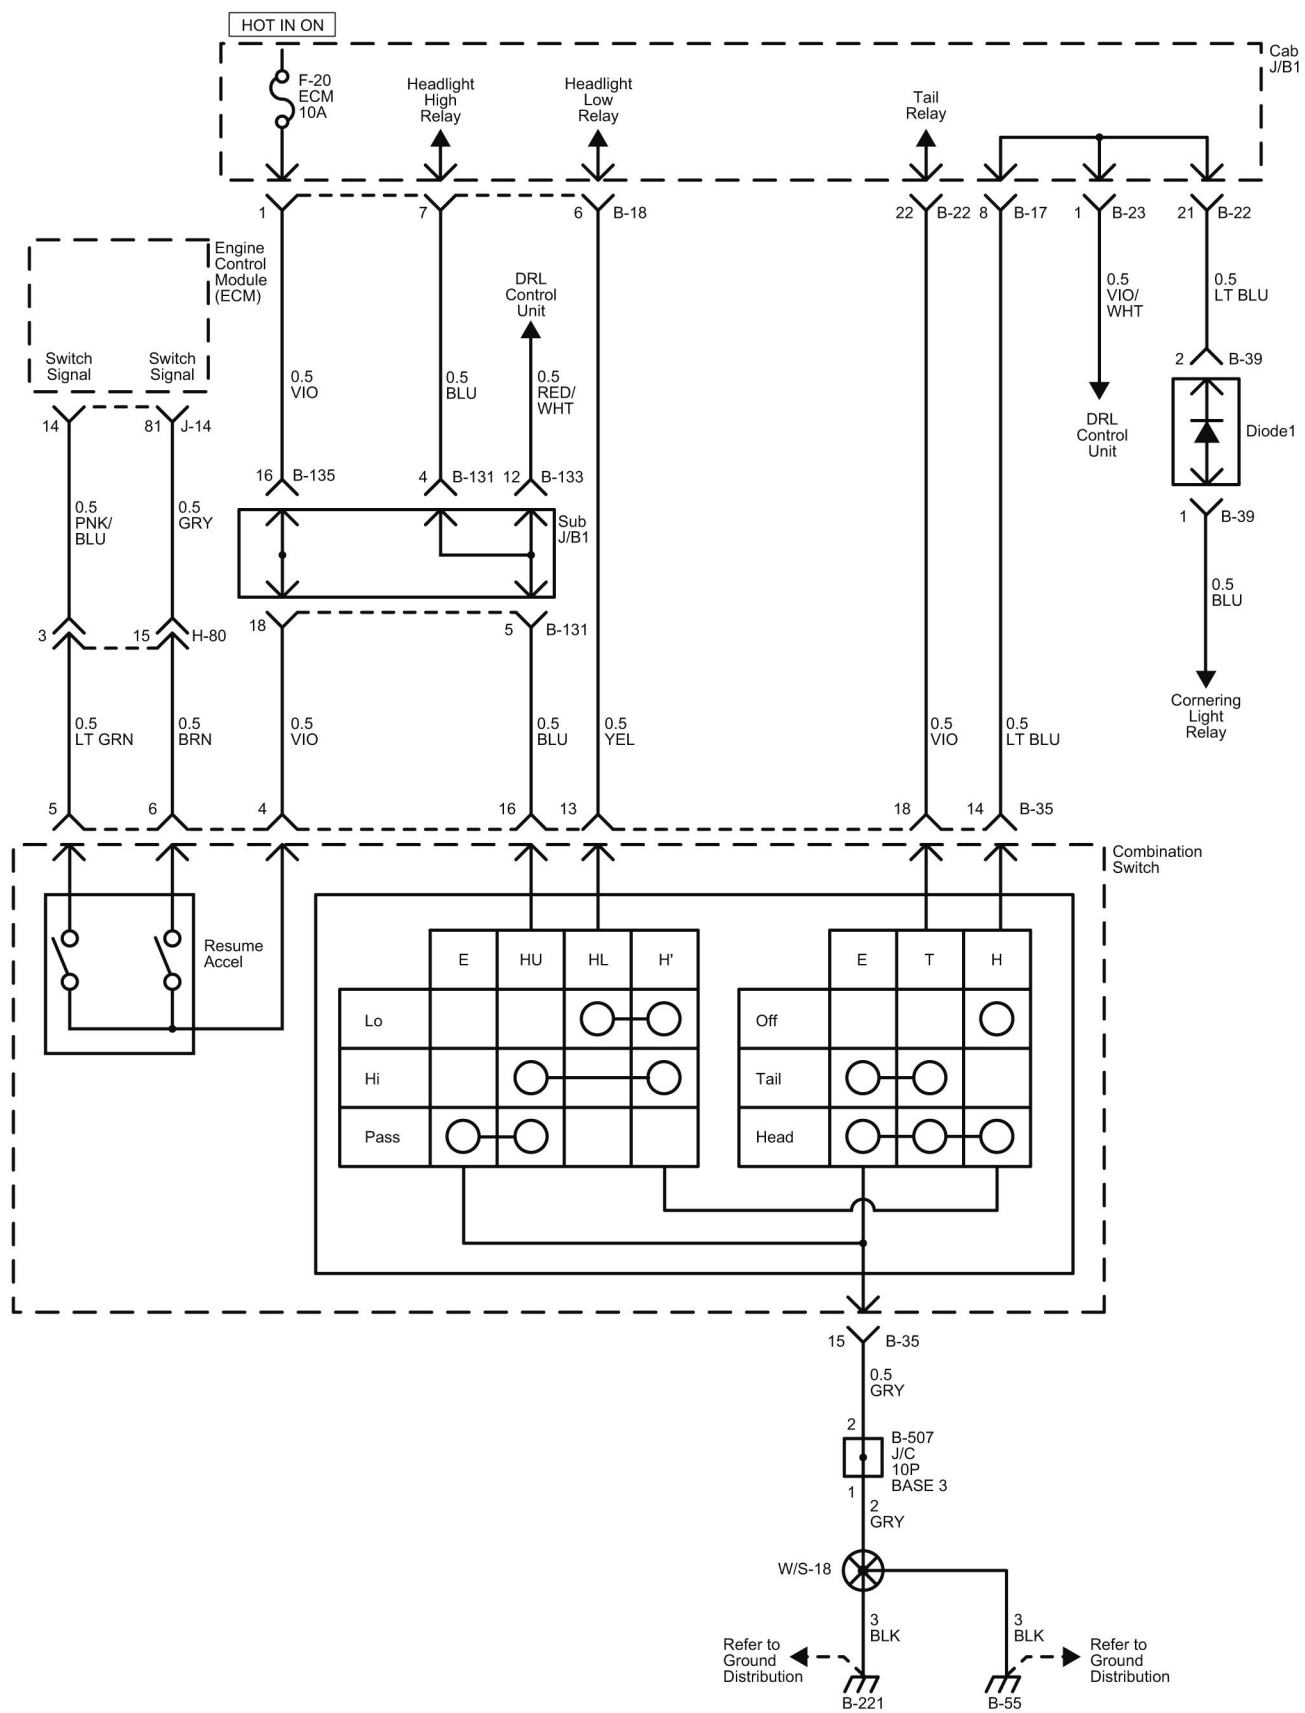 HOT IN ON
Cab
J/B1
F-20
ECM
10A
Headlight
High
Relay
Headlight
Low
Relay
Tail
Relay
1
7
6
B-18
22
B-22
8
B-17
1
B-23
21
B-22
Engine
Control
Module
(ECM)
Switch
Signal
Switch
Signal
DRL
Control
Unit
0.5
VIO/
WHT
0.5
LT BLU
2
B-39
0.5
VIO
0.5
BLU
0.5
RED/
WHT
14
81
J-14
DRL
Control
Unit
Diode1
16
B-135
4
B-131
12
B-133
0.5
PNK/
BLU
0.5
GRY
Sub
J/B1
1
B-39
0.5
BLU
3
15
H-80
18
5
B-131
Cornering
Light
Relay
0.5
LT GRN
0.5
BRN
0.5
VIO
0.5
BLU
0.5
YEL
0.5
VIO
0.5
LT BLU
5
6
4
16
13
18
14
B-35
Combination
Switch
Resume
Accel
E
HU
HL
H'
E
T
H
Lo
Off
Hi
Tail
Pass
Head
15
B-35
0.5
GRY
2
B-507
J/C
10P
BASE 3
1
2
GRY
W/S-18
3
BLK
3
BLK
Refer to
Ground
Distribution
Refer to
Ground
Distribution
B-221
B-55